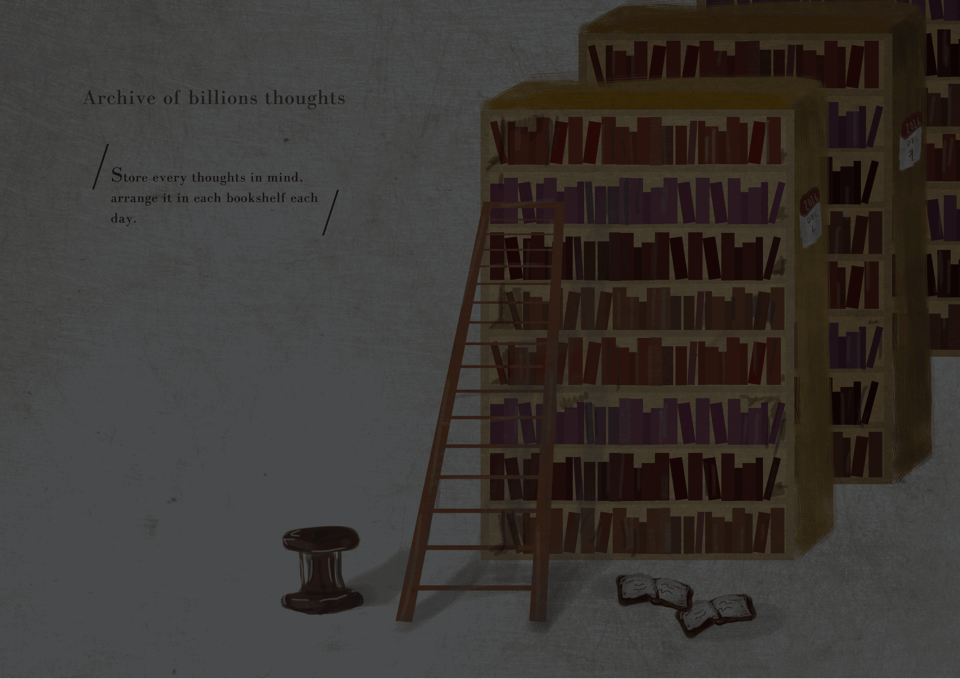 Archive of billions thoughts
Store every thoughts in mind,
arrange it in each bookshelf each
day.